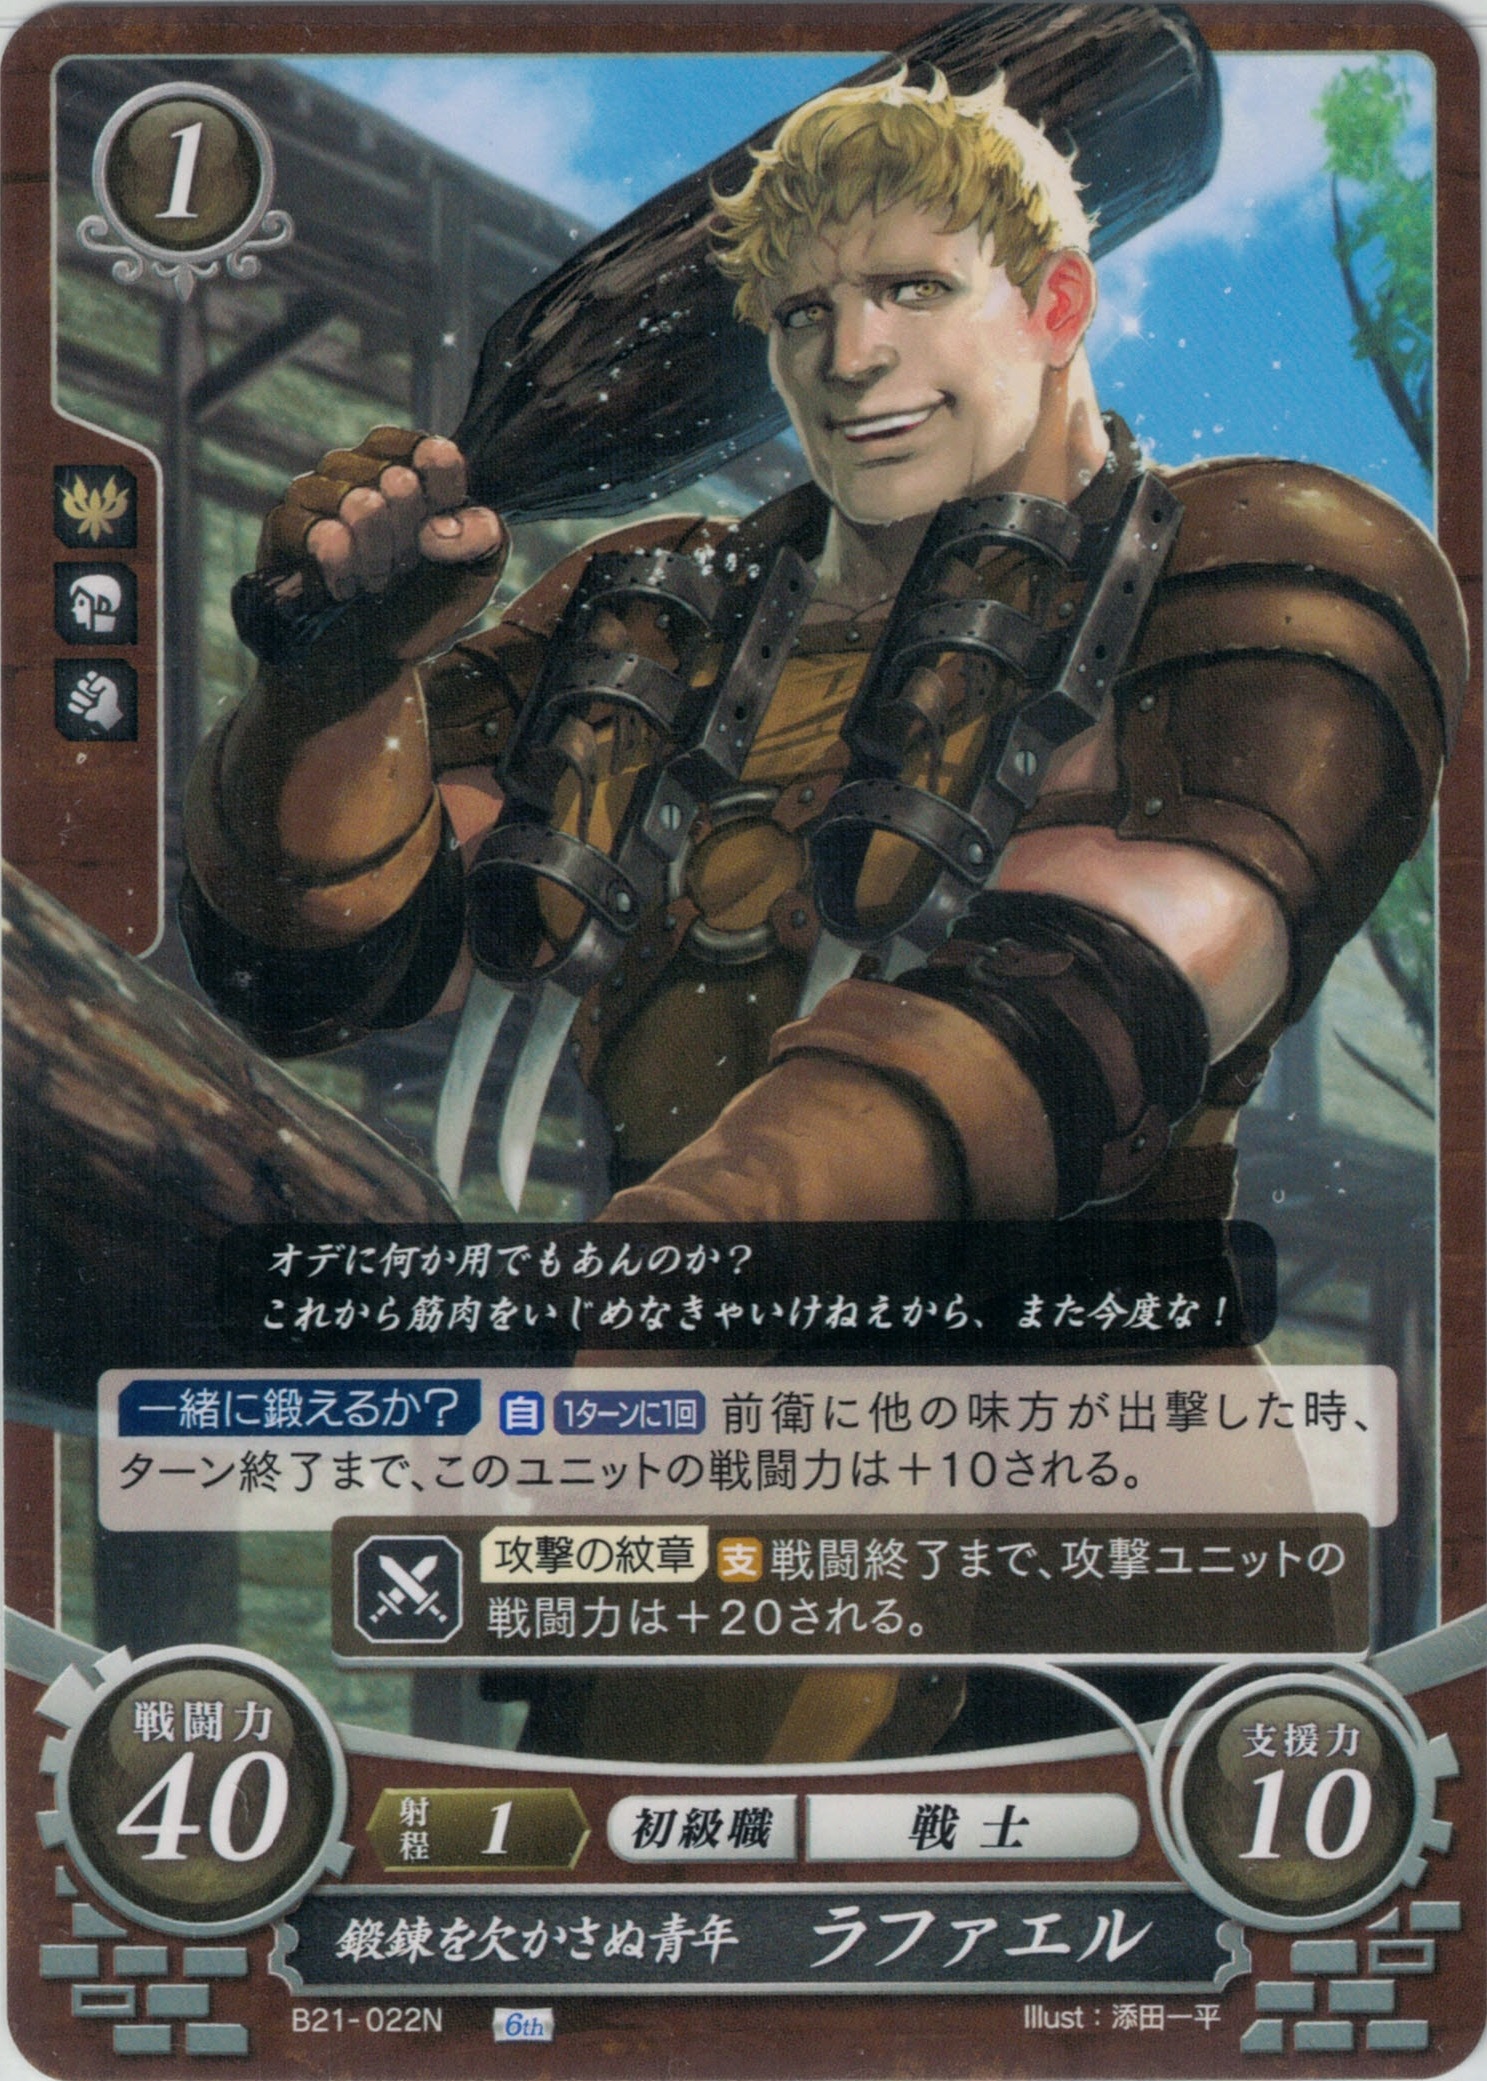 1
オデに何か用でもあんのか?
これから筋肉をいじめなきゃいけねえから、また今度な!
一緒に鍛えるか? 自 1ターンに1回 前衛に他の味方が出撃した時、
ターン終了まで、このユニットの戦闘力は+10される。
攻撃の紋章 支 戦闘終了まで、攻撃ユニットの
戦闘力は+20される。
戦闘力
40
射程 1
初級職 戦士
支援力
10
鍛錬を欠かさぬ青年 ラファエル
B21-022N 6th Illust:添田一平